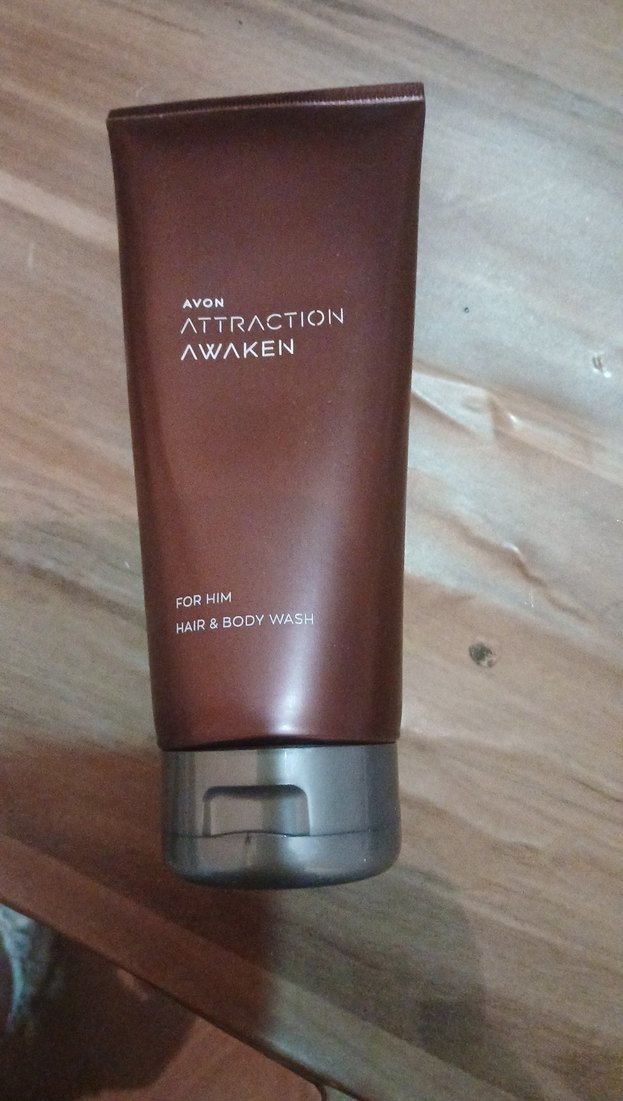 AVON
ATTRACTION
AWAKEN
FOR HIM
HAIR & BODY WASH